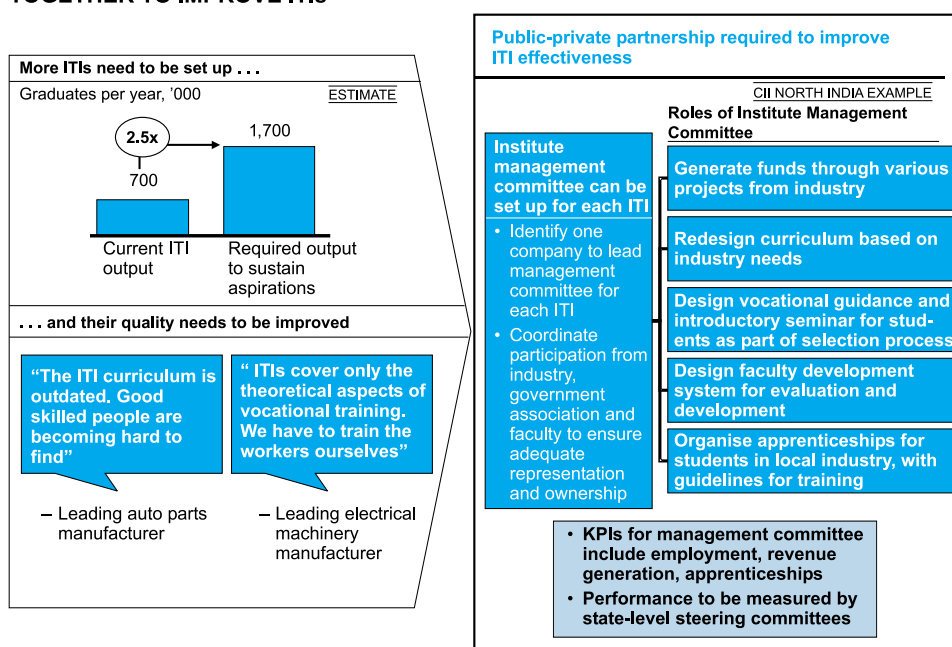 TOGETHER TO IMPROVE ITIs
More ITIs need to be set up . . .
Graduates per year, ’000
ESTIMATE
2.5x
1,700
700
Current ITI
output
Required output
to sustain
aspirations
. . . and their quality needs to be improved
“The ITI curriculum is
outdated. Good
skilled people are
becoming hard to
find”
– Leading auto parts
manufacturer
“ ITIs cover only the
theoretical aspects of
vocational training.
We have to train the
workers ourselves”
– Leading electrical
machinery
manufacturer
Public-private partnership required to improve
ITI effectiveness
CII NORTH INDIA EXAMPLE
Institute
management
committee can be
set up for each ITI
• Identify one
company to lead
management
committee for
each ITI
• Coordinate
participation from
industry,
government
association and
faculty to ensure
adequate
representation
and ownership
Roles of Institute Management
Committee
Generate funds through various
projects from industry
Redesign curriculum based on
industry needs
Design vocational guidance and
introductory seminar for stud-
ents as part of selection process
Design faculty development
system for evaluation and
development
Organise apprenticeships for
students in local industry, with
guidelines for training
• KPIs for management committee
include employment, revenue
generation, apprenticeships
• Performance to be measured by
state-level steering committees